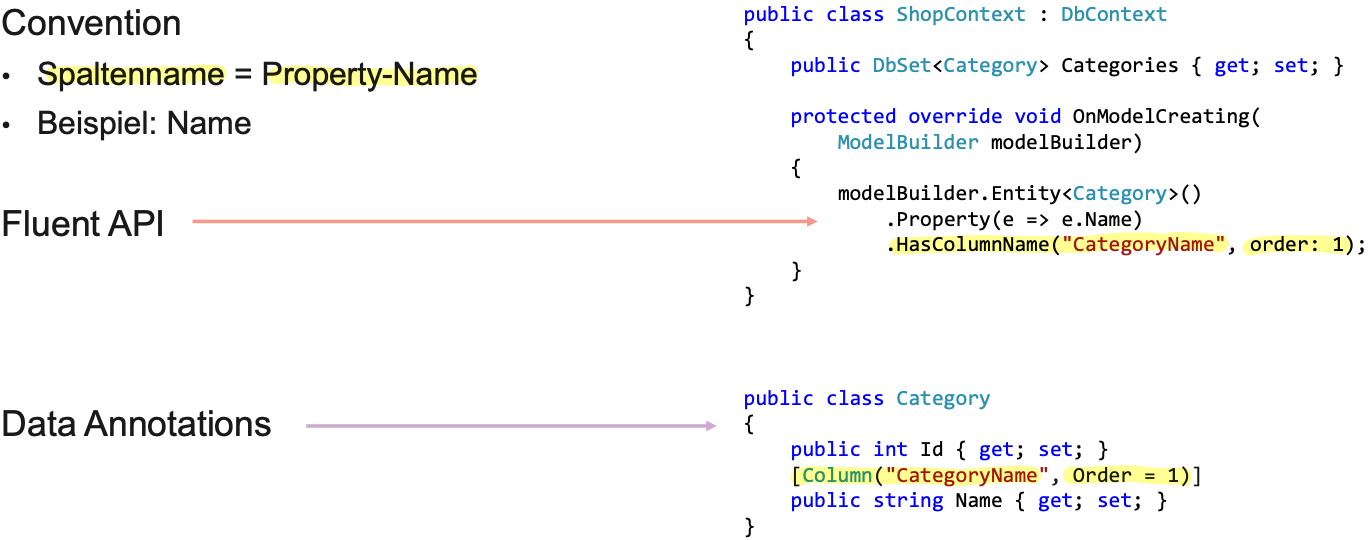 Convention
• Spaltenname = Property-Name
• Beispiel: Name
Fluent API
public class ShopContext : DbContext
{
    public DbSet<Category> Categories { get; set; }

    protected override void OnModelCreating(
        ModelBuilder modelBuilder)
    {
        modelBuilder.Entity<Category>()
            .Property(e => e.Name)
            .HasColumnName("CategoryName", order: 1);
    }
}
Data Annotations
public class Category
{
    public int Id { get; set; }
    [Column("CategoryName", Order = 1)]
    public string Name { get; set; }
}